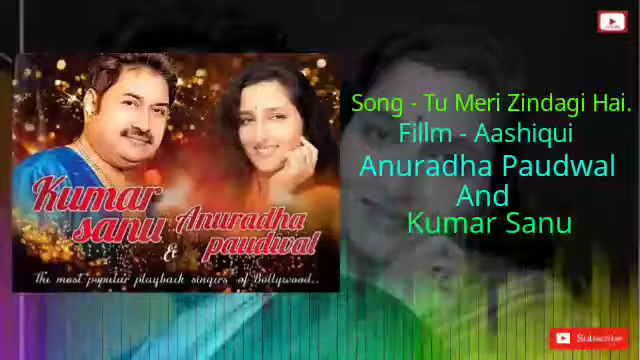 Song - Tu Meri Zindagi Hai.
Fillm - Aashiqui
Anuradha Paudwal
And
Kumar Sanu
Kumar
sanu
&
Anuradha
paudwal
The most popular playback singers of Bollywood..
Subscribe